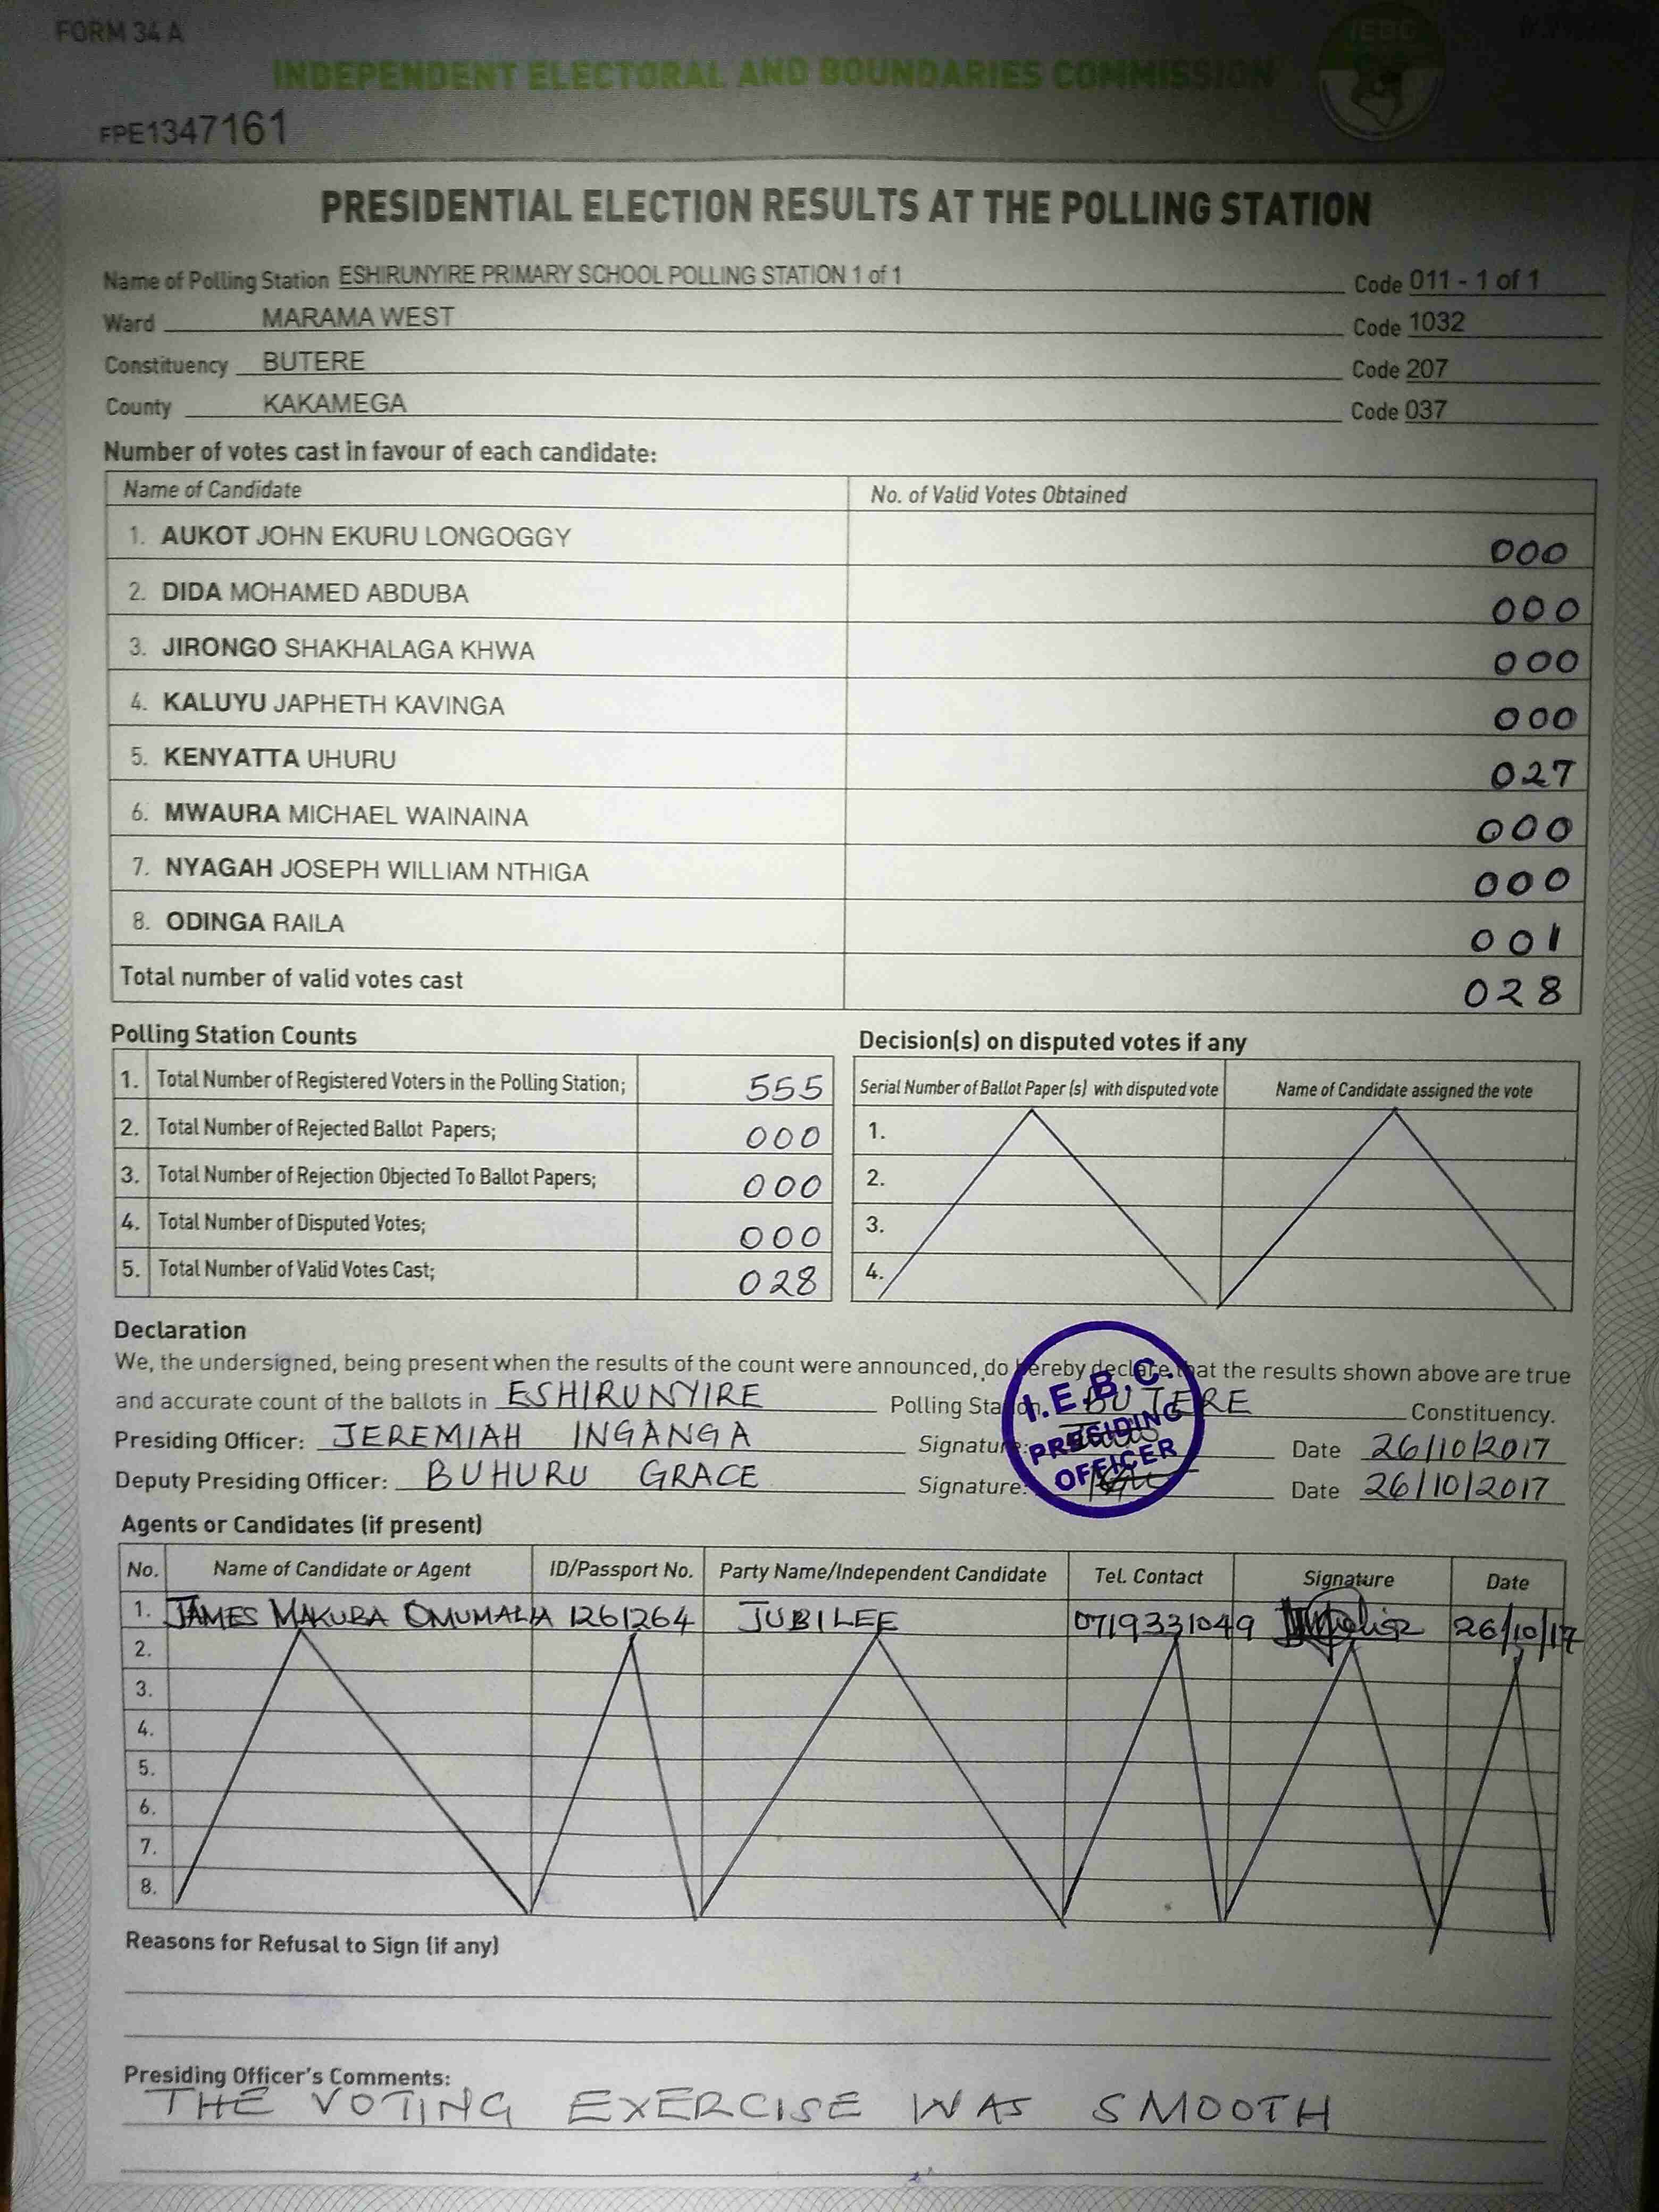 FORM 34 A
IEBC
INDEPENDENT ELECTORAL AND BOUNDARIES COMMISSION
FPE1347161
PRESIDENTIAL ELECTION RESULTS AT THE POLLING STATION
Name of Polling Station ESHIRUNYIRE PRIMARY SCHOOL POLLING STATION 1 of 1 Code 011 - 1 of 1
Ward MARAMA WEST Code 1032
Constituency BUTERE Code 207
County KAKAMEGA Code 037
Number of votes cast in favour of each candidate:
Name of Candidate No. of Valid Votes Obtained
1. AUKOT JOHN EKURU LONGOGGY 000
2. DIDA MOHAMED ABDUBA 000
3. JIRONGO SHAKHALAGA KHWA 000
4. KALUYU JAPHETH KAVINGA 000
5. KENYATTA UHURU 027
6. MWAURA MICHAEL WAINAINA 000
7. NYAGAH JOSEPH WILLIAM NTHIGA 000
8. ODINGA RAILA 001
Total number of valid votes cast 028
Polling Station Counts
1. Total Number of Registered Voters in the Polling Station; 555
2. Total Number of Rejected Ballot Papers; 000
3. Total Number of Rejection Objected To Ballot Papers; 000
4. Total Number of Disputed Votes; 000
5. Total Number of Valid Votes Cast; 028
Decision(s) on disputed votes if any
Serial Number of Ballot Paper (s) with disputed vote Name of Candidate assigned the vote
1.
2.
3.
4.
Declaration
We, the undersigned, being present when the results of the count were announced, do hereby declare that the results shown above are true
and accurate count of the ballots in ESHIRUNYIRE Polling Station, BUTERE Constituency.
Presiding Officer: JEREMIAH INGANGA Signature: Date 26/10/2017
Deputy Presiding Officer: BUHURU GRACE Signature: Date 26/10/2017
I.E.B.C.
PRESIDING
OFFICER
Agents or Candidates (if present)
No. Name of Candidate or Agent ID/Passport No. Party Name/Independent Candidate Tel. Contact Signature Date
1. JAMES MAKUBA OMUMALIA 1261264 JUBILEE 0719331049 26/10/17
2.
3.
4.
5.
6.
7.
8.
Reasons for Refusal to Sign (if any)
Presiding Officer's Comments:
THE VOTING EXERCISE WAS SMOOTH